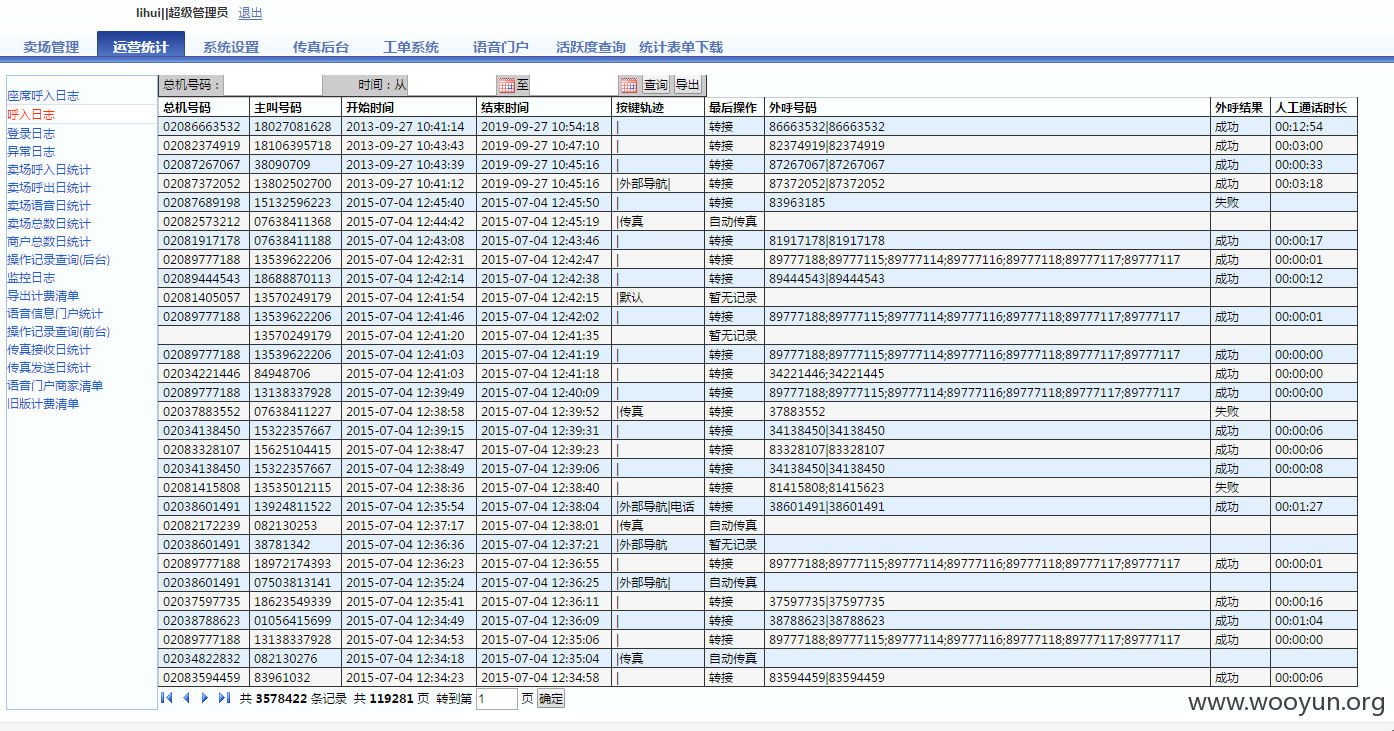 lihui||超级管理员 退出
卖场管理 运营统计 系统设置 传真后台 工单系统 语音门户 活跃度查询 统计表单下载
座席呼入日志
呼入日志
登录日志
异常日志
卖场呼入日统计
卖场呼出日统计
卖场语音日统计
卖场总数日统计
商户总数日统计
操作记录查询(后台)
监控日志
导出计费清单
语音信息门户统计
操作记录查询(前台)
传真接收日统计
传真发送日统计
语音门户商家清单
旧版计费清单
总机号码： 时间：从 至 查询 导出
总机号码 主叫号码 开始时间 结束时间 按键轨迹 最后操作 外呼号码 外呼结果 人工通话时长
02086663532 18027081628 2013-09-27 10:41:14 2019-09-27 10:54:18 | 转接 86663532|86663532 成功 00:12:54
02082374919 18106395718 2013-09-27 10:43:43 2019-09-27 10:47:10 | 转接 82374919|82374919 成功 00:03:00
02087267067 38090709 2013-09-27 10:43:39 2019-09-27 10:45:16 | 转接 87267067|87267067 成功 00:00:33
02087372052 13802502700 2013-09-27 10:41:12 2019-09-27 10:45:16 |外部导航| 转接 87372052|87372052 成功 00:03:18
02087689198 15132596223 2015-07-04 12:45:40 2015-07-04 12:45:50 | 转接 83963185 失败
02082573212 07638411368 2015-07-04 12:44:42 2015-07-04 12:45:19 |传真 自动传真
02081917178 07638411188 2015-07-04 12:43:08 2015-07-04 12:43:46 | 转接 81917178|81917178 成功 00:00:17
02089777188 13539622206 2015-07-04 12:42:31 2015-07-04 12:42:47 | 转接 89777188;89777115;89777114;89777116;89777118;89777117;89777117 成功 00:00:01
02089444543 18688870113 2015-07-04 12:42:14 2015-07-04 12:42:38 | 转接 89444543|89444543 成功 00:00:12
02081405057 13570249179 2015-07-04 12:41:54 2015-07-04 12:42:15 |默认 暂无记录
02089777188 13539622206 2015-07-04 12:41:46 2015-07-04 12:42:02 | 转接 89777188;89777115;89777114;89777116;89777118;89777117;89777117 成功 00:00:01
13570249179 2015-07-04 12:41:20 2015-07-04 12:41:35 暂无记录
02089777188 13539622206 2015-07-04 12:41:03 2015-07-04 12:41:19 | 转接 89777188;89777115;89777114;89777116;89777118;89777117;89777117 成功 00:00:00
02034221446 84948706 2015-07-04 12:41:03 2015-07-04 12:41:18 | 转接 34221446;34221445 成功 00:00:00
02089777188 13138337928 2015-07-04 12:39:49 2015-07-04 12:40:09 | 转接 89777188;89777115;89777114;89777116;89777118;89777117;89777117 成功 00:00:00
02037883552 07638411227 2015-07-04 12:38:58 2015-07-04 12:39:52 |传真 转接 37883552 失败
02034138450 15322357667 2015-07-04 12:39:15 2015-07-04 12:39:31 | 转接 34138450|34138450 成功 00:00:06
02083328107 15625104415 2015-07-04 12:38:47 2015-07-04 12:39:23 | 转接 83328107|83328107 成功 00:00:06
02034138450 15322357667 2015-07-04 12:38:49 2015-07-04 12:39:06 | 转接 34138450|34138450 成功 00:00:08
02081415808 13535012115 2015-07-04 12:38:36 2015-07-04 12:38:40 | 转接 81415808;81415623 失败
02038601491 13924811522 2015-07-04 12:35:54 2015-07-04 12:38:04 |外部导航|电话 转接 38601491|38601491 成功 00:01:27
02082172239 082130253 2015-07-04 12:37:17 2015-07-04 12:38:01 |传真 自动传真
02038601491 38781342 2015-07-04 12:36:36 2015-07-04 12:37:21 |外部导航 暂无记录
02089777188 18972174393 2015-07-04 12:36:23 2015-07-04 12:36:55 | 转接 89777188;89777115;89777114;89777116;89777118;89777117;89777117 成功 00:00:01
02038601491 07503813141 2015-07-04 12:35:24 2015-07-04 12:36:25 |外部导航| 自动传真
02037597735 18623549339 2015-07-04 12:35:41 2015-07-04 12:36:11 | 转接 37597735|37597735 成功 00:00:16
02038788623 01056415699 2015-07-04 12:34:49 2015-07-04 12:36:09 | 转接 38788623|38788623 成功 00:01:04
02089777188 13138337928 2015-07-04 12:34:53 2015-07-04 12:35:06 | 转接 89777188;89777115;89777114;89777116;89777118;89777117;89777117 成功 00:00:00
02034822832 082130276 2015-07-04 12:34:18 2015-07-04 12:35:04 |传真 自动传真
02083594459 83961032 2015-07-04 12:34:23 2015-07-04 12:34:58 | 转接 83594459|83594459 成功 00:00:06
共 3578422 条记录 共 119281 页 转到第 1 页 确定
www.wooyun.org